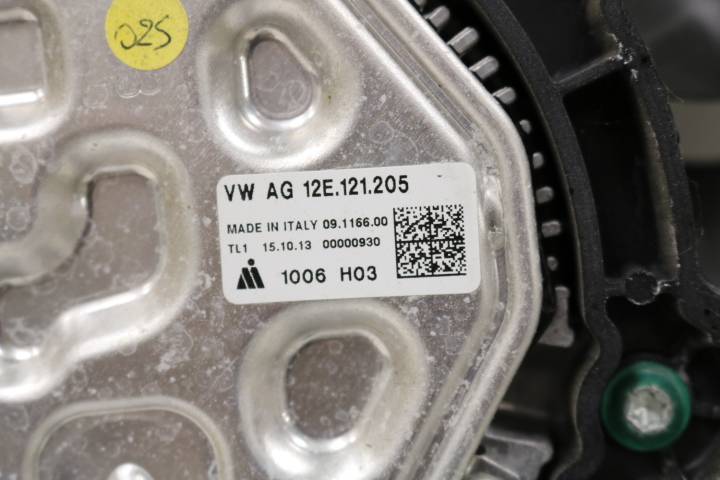 025
VW AG 12E.121.205
MADE IN ITALY 09.1166.00
TL1 15.10.13 00000930
1006 H03